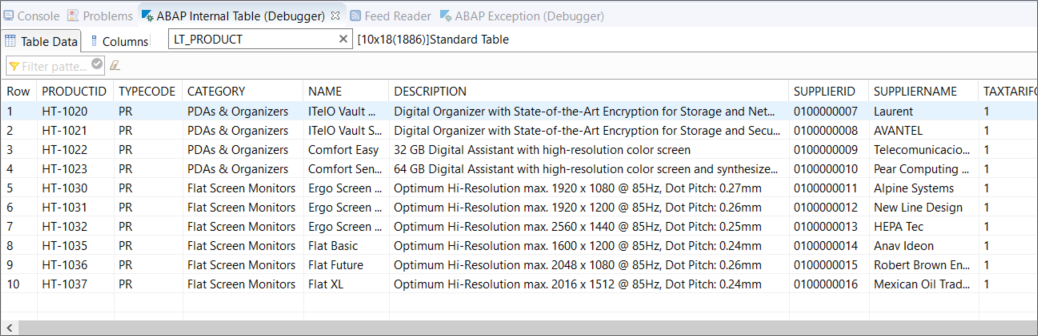 Console Problems ABAP Internal Table (Debugger) Feed Reader ABAP Exception (Debugger)
Table Data Columns LT_PRODUCT [10x18(1886)]Standard Table
Filter patte...
Row PRODUCTID TYPECODE CATEGORY NAME DESCRIPTION SUPPLIERID SUPPLIERNAME TAXTARIFC
1 HT-1020 PR PDAs & Organizers ITelO Vault ... Digital Organizer with State-of-the-Art Encryption for Storage and Net... 0100000007 Laurent 1
2 HT-1021 PR PDAs & Organizers ITelO Vault S... Digital Organizer with State-of-the-Art Encryption for Storage and Secu... 0100000008 AVANTEL 1
3 HT-1022 PR PDAs & Organizers Comfort Easy 32 GB Digital Assistant with high-resolution color screen 0100000009 Telecomunicacio... 1
4 HT-1023 PR PDAs & Organizers Comfort Sen... 64 GB Digital Assistant with high-resolution color screen and synthesize... 0100000010 Pear Computing ... 1
5 HT-1030 PR Flat Screen Monitors Ergo Screen ... Optimum Hi-Resolution max. 1920 x 1080 @ 85Hz, Dot Pitch: 0.27mm 0100000011 Alpine Systems 1
6 HT-1031 PR Flat Screen Monitors Ergo Screen ... Optimum Hi-Resolution max. 1920 x 1200 @ 85Hz, Dot Pitch: 0.26mm 0100000012 New Line Design 1
7 HT-1032 PR Flat Screen Monitors Ergo Screen ... Optimum Hi-Resolution max. 2560 x 1440 @ 85Hz, Dot Pitch: 0.25mm 0100000013 HEPA Tec 1
8 HT-1035 PR Flat Screen Monitors Flat Basic Optimum Hi-Resolution max. 1600 x 1200 @ 85Hz, Dot Pitch: 0.24mm 0100000014 Anav Ideon 1
9 HT-1036 PR Flat Screen Monitors Flat Future Optimum Hi-Resolution max. 2048 x 1080 @ 85Hz, Dot Pitch: 0.26mm 0100000015 Robert Brown En... 1
10 HT-1037 PR Flat Screen Monitors Flat XL Optimum Hi-Resolution max. 2016 x 1512 @ 85Hz, Dot Pitch: 0.24mm 0100000016 Mexican Oil Trad... 1